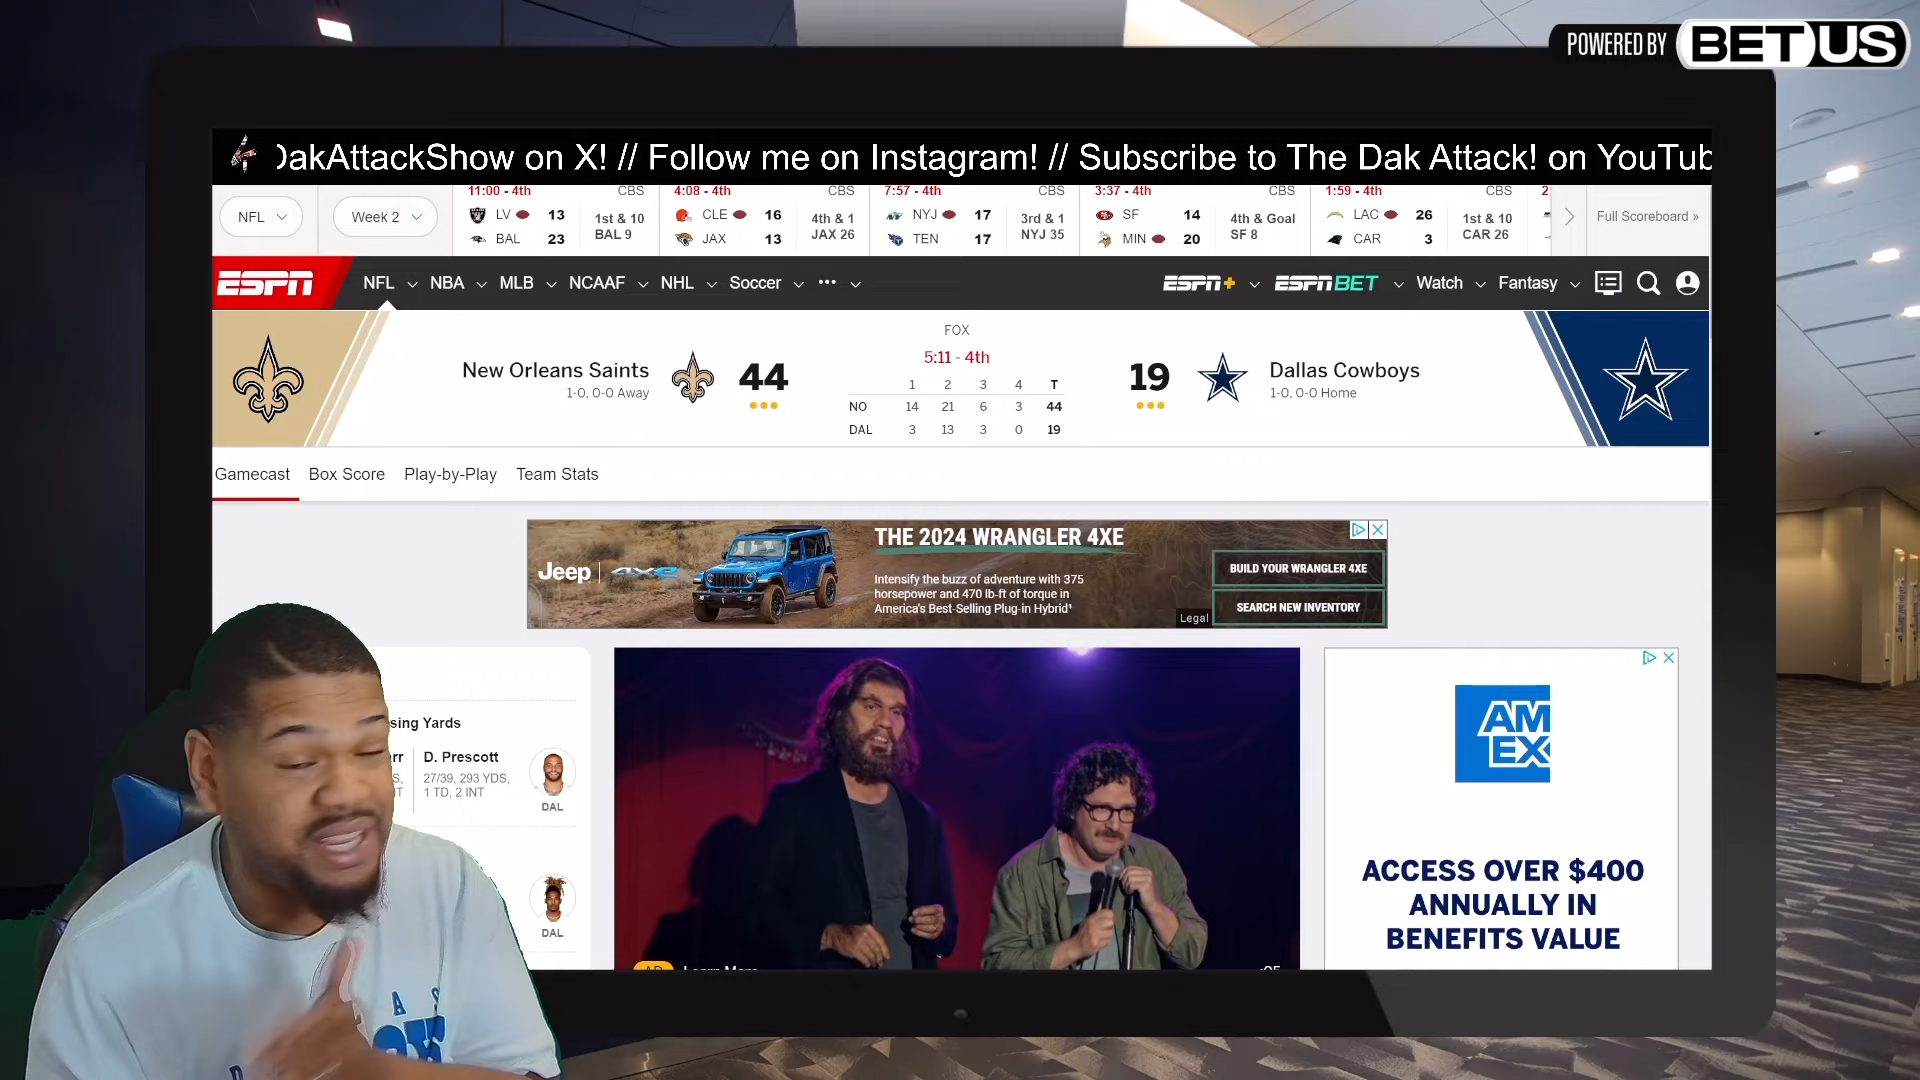 POWERED BY BETUS
DakAttackShow on X! // Follow me on Instagram! // Subscribe to The Dak Attack! on YouTub
NFL
Week 2
11:00 - 4th CBS
LV 13
BAL 23
1st & 10
BAL 9
4:08 - 4th CBS
CLE 16
JAX 13
4th & 1
JAX 26
7:57 - 4th CBS
NYJ 17
TEN 17
3rd & 1
NYJ 35
3:37 - 4th CBS
SF 14
MIN 20
4th & Goal
SF 8
1:59 - 4th CBS
LAC 26
CAR 3
1st & 10
CAR 26
2
Full Scoreboard »
ESPN NFL NBA MLB NCAAF NHL Soccer ••• ESPN+ ESPN BET Watch Fantasy
New Orleans Saints
1-0, 0-0 Away
44
FOX
5:11 - 4th
1 2 3 4 T
NO 14 21 6 3 44
DAL 3 13 3 0 19
19
Dallas Cowboys
1-0, 0-0 Home
Gamecast Box Score Play-by-Play Team Stats
Jeep 4xe
THE 2024 WRANGLER 4XE
Intensify the buzz of adventure with 375
horsepower and 470 lb-ft of torque in
America's Best-Selling Plug-in Hybrid¹
Legal
BUILD YOUR WRANGLER 4XE
SEARCH NEW INVENTORY
sing Yards
rr
S,
NT
D. Prescott
27/39, 293 YDS,
1 TD, 2 INT
DAL
DAL
AD Learn More
:05
AM
EX
ACCESS OVER $400
ANNUALLY IN
BENEFITS VALUE